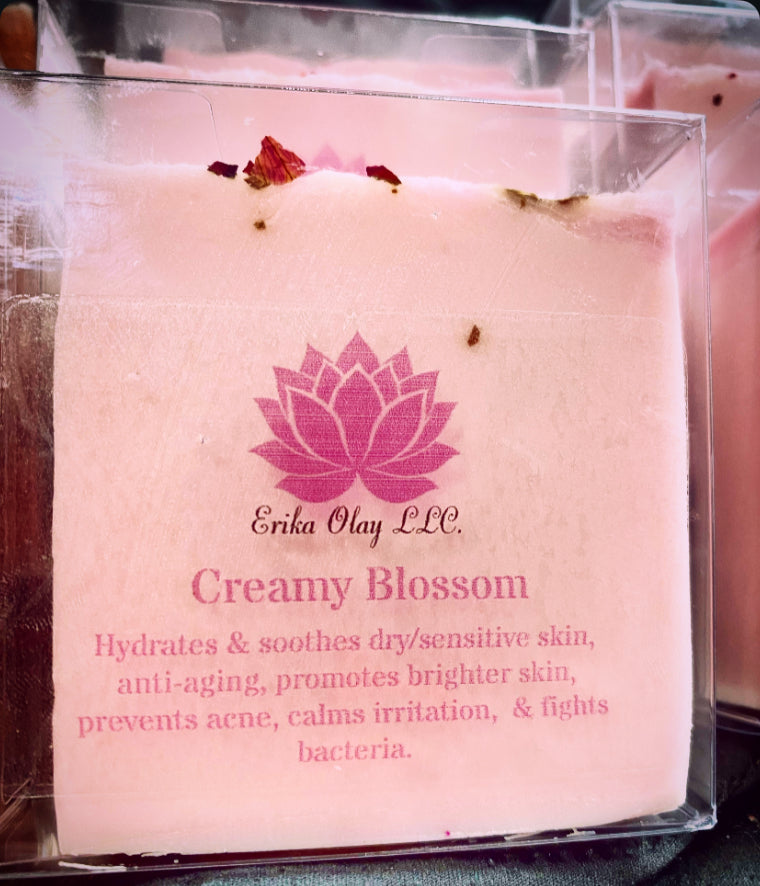 Erika Olay LLC.
Creamy Blossom
Hydrates & soothes dry/sensitive skin,
anti-aging, promotes brighter skin,
prevents acne, calms irritation, & fights
bacteria.